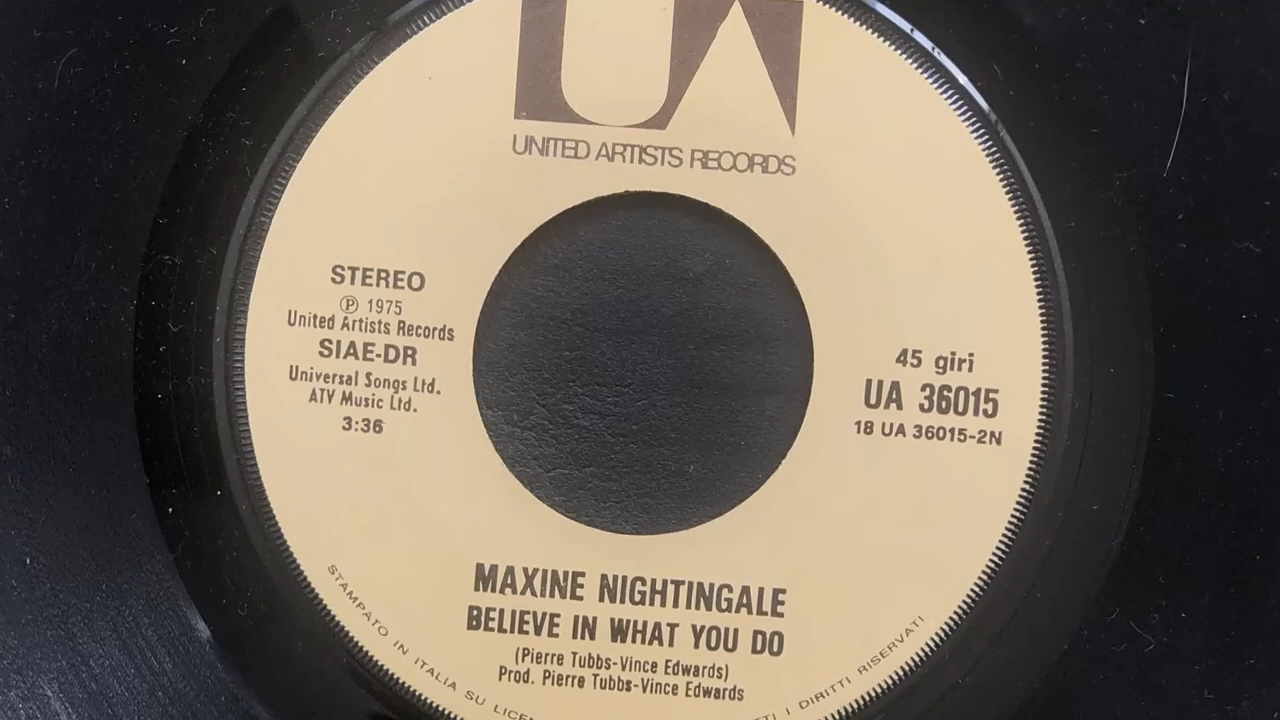 UA
UNITED ARTISTS RECORDS
STEREO
Ⓟ 1975
United Artists Records
SIAE-DR
Universal Songs Ltd.
ATV Music Ltd.
3:36
45 giri
UA 36015
18 UA 36015-2N
MAXINE NIGHTINGALE
BELIEVE IN WHAT YOU DO
(Pierre Tubbs-Vince Edwards)
Prod. Pierre Tubbs-Vince Edwards
STAMPATO IN ITALIA SU
I DIRITTI RISERVATI